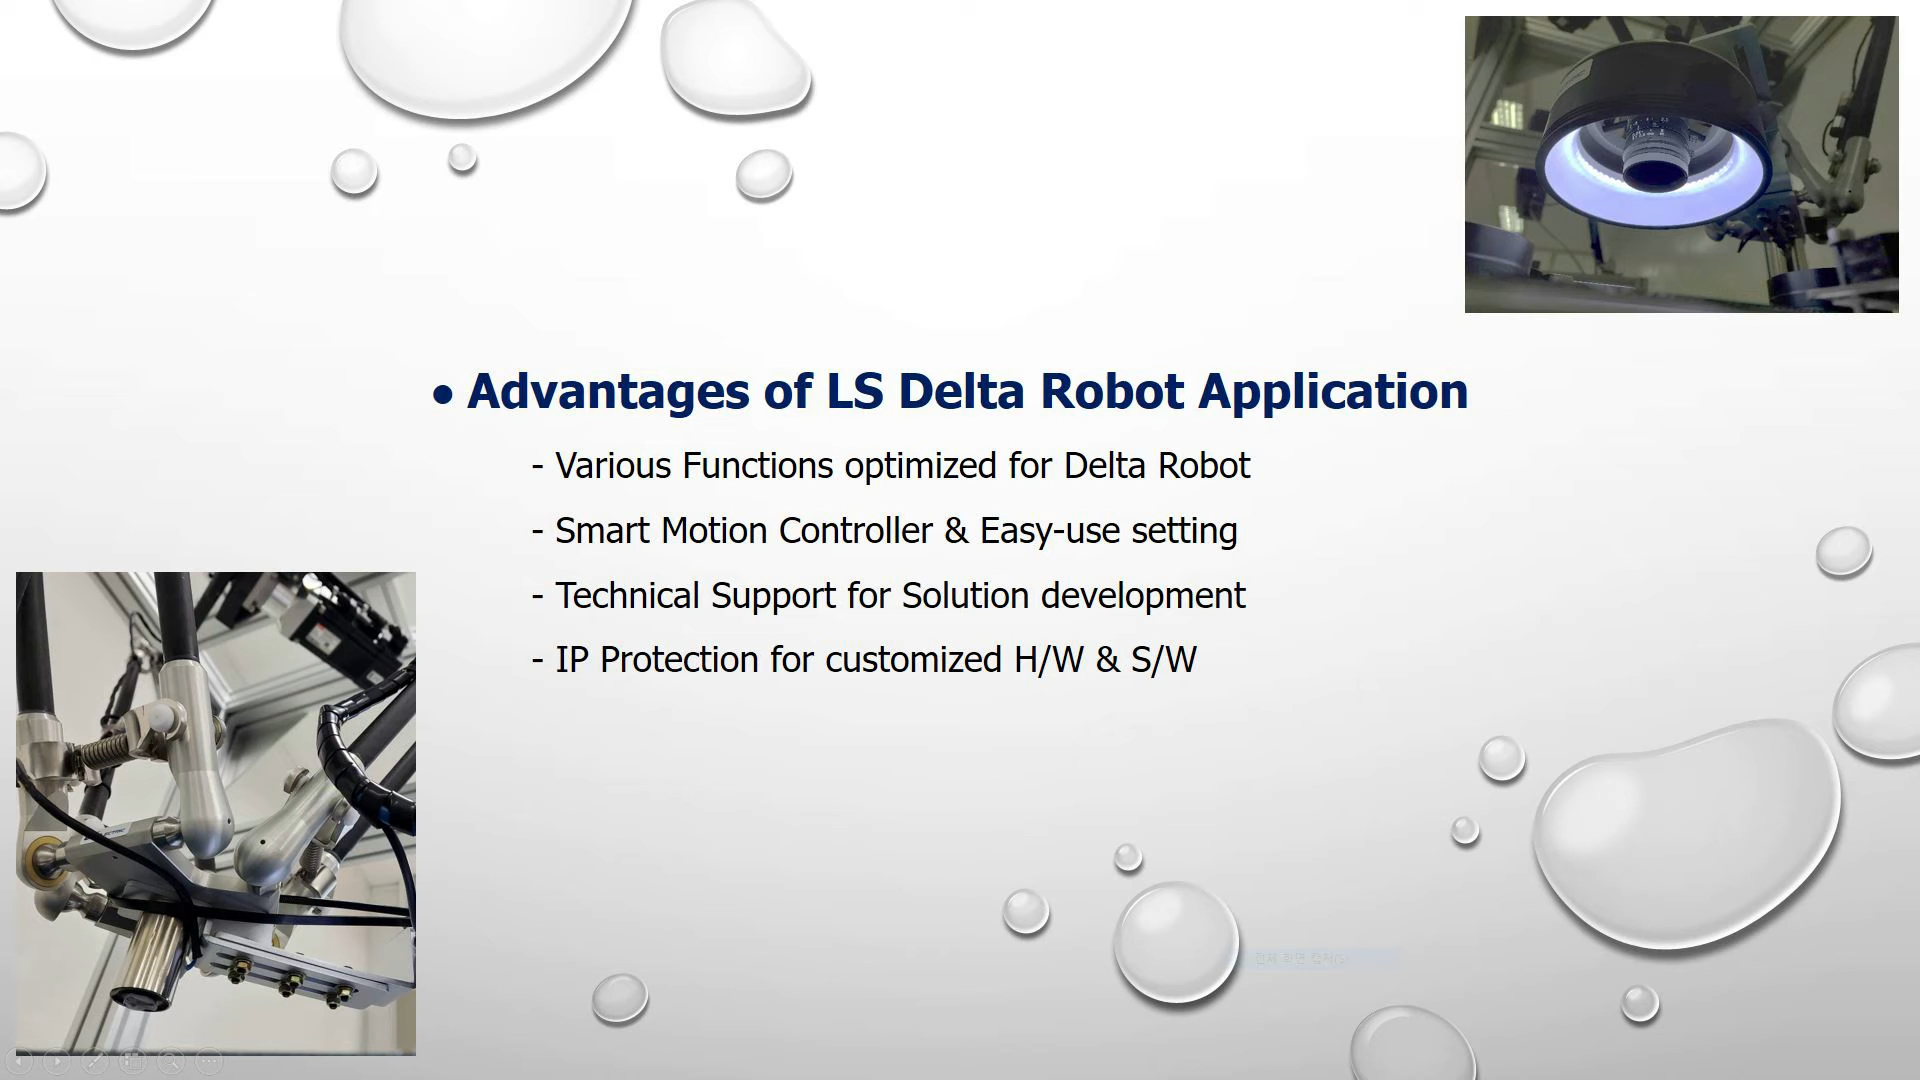 ● Advantages of LS Delta Robot Application
- Various Functions optimized for Delta Robot
- Smart Motion Controller & Easy-use setting
- Technical Support for Solution development
- IP Protection for customized H/W & S/W